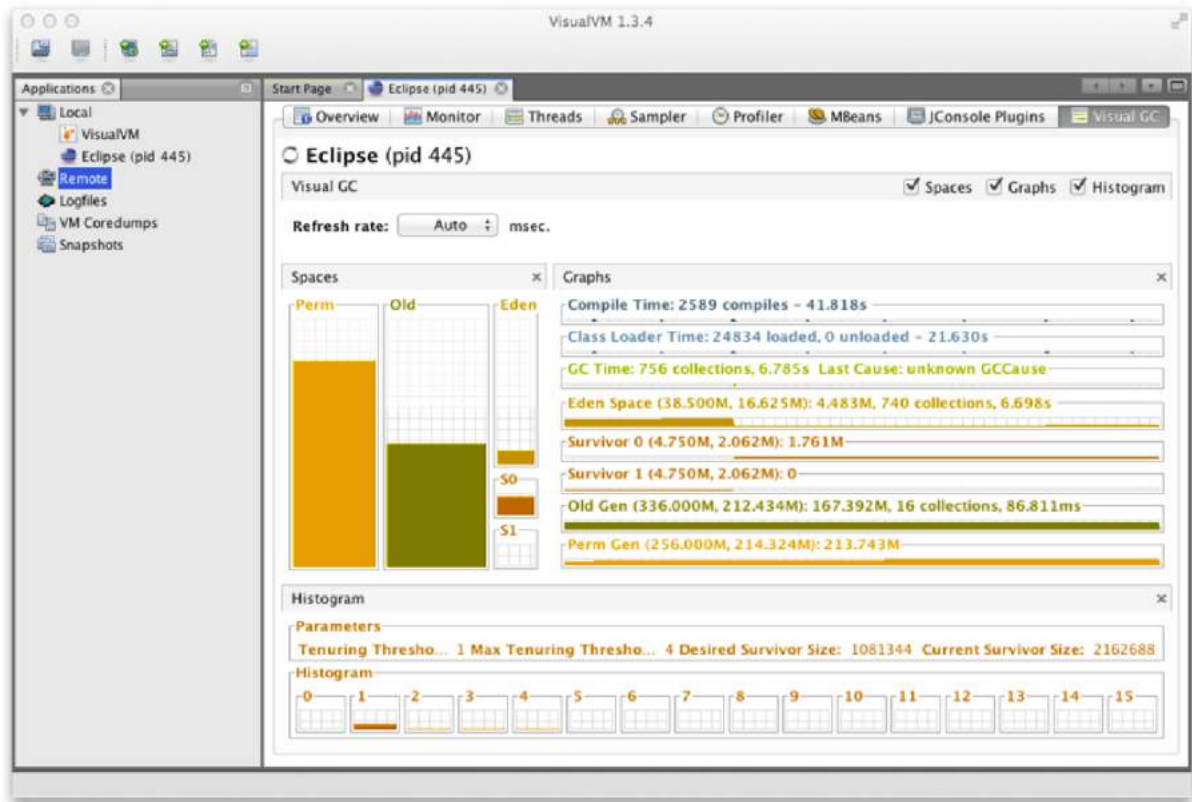 VisualVM 1.3.4
Applications
Start Page
Eclipse (pid 445)
Local
VisualVM
Eclipse (pid 445)
Remote
Logfiles
VM Coredumps
Snapshots
Overview
Monitor
Threads
Sampler
Profiler
MBeans
JConsole Plugins
Visual GC
Eclipse (pid 445)
Visual GC
Spaces
Graphs
Histogram
Refresh rate: Auto msec.
Spaces
Perm
Old
Eden
S0
S1
Graphs
Compile Time: 2589 compiles - 41.818s
Class Loader Time: 24834 loaded, 0 unloaded - 21.630s
GC Time: 756 collections, 6.785s Last Cause: unknown GCCause
Eden Space (38.500M, 16.625M): 4.483M, 740 collections, 6.698s
Survivor 0 (4.750M, 2.062M): 1.761M
Survivor 1 (4.750M, 2.062M): 0
Old Gen (336.000M, 212.434M): 167.392M, 16 collections, 86.811ms
Perm Gen (256.000M, 214.324M): 213.743M
Histogram
Parameters
Tenuring Thresho... 1 Max Tenuring Thresho... 4 Desired Survivor Size: 1081344 Current Survivor Size: 2162688
Histogram
0 1 2 3 4 5 6 7 8 9 10 11 12 13 14 15